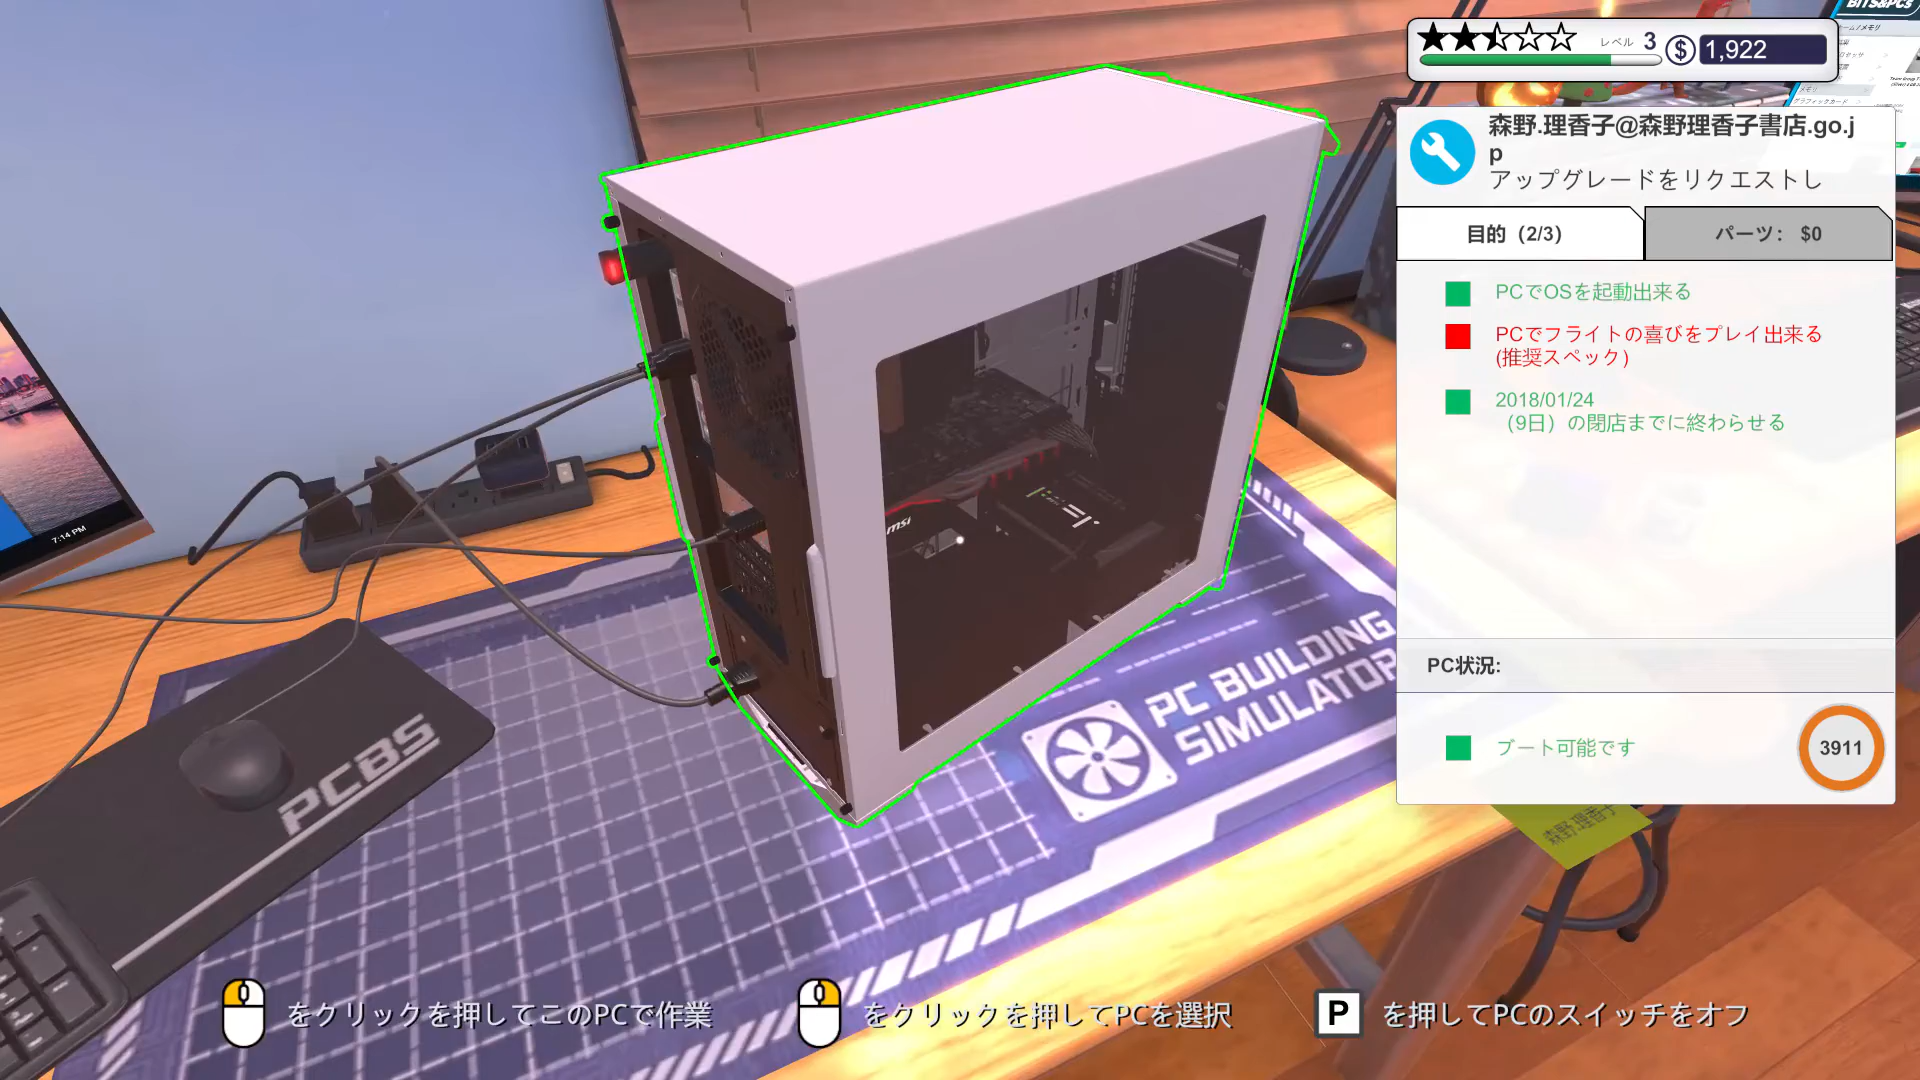 BITS&PCs
レベル 3
$ 1,922
森野.理香子@森野理香子書店.go.j
p
アップグレードをリクエストし
目的（2/3）
パーツ： $0
PCでOSを起動出来る
PCでフライトの喜びをプレイ出来る
(推奨スペック)
2018/01/24
（9日）の閉店までに終わらせる
PC状況:
ブート可能です
3911
7:14 PM
msi
PC BUILDING
SIMULATOR
PCBS
森野.理香子
をクリックを押してこのPCで作業
をクリックを押してPCを選択
P を押してPCのスイッチをオフ